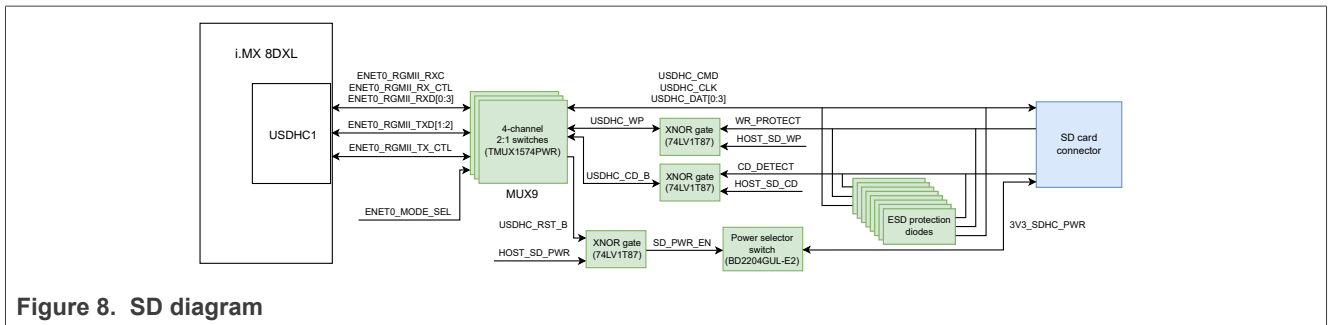 i.MX 8DXL
USDHC1
ENET0_RGMII_RXC
ENET0_RGMII_RX_CTL
ENET0_RGMII_RXD[0:3]
ENET0_RGMII_TXD[1:2]
ENET0_RGMII_TX_CTL
ENET0_MODE_SEL
4-channel
2:1 switches
(TMUX1574PWR)
MUX9
USDHC_CMD
USDHC_CLK
USDHC_DAT[0:3]
USDHC_WP
XNOR gate
(74LV1T87)
WR_PROTECT
HOST_SD_WP
USDHC_CD_B
XNOR gate
(74LV1T87)
CD_DETECT
HOST_SD_CD
SD card
connector
ESD protection
diodes
USDHC_RST_B
HOST_SD_PWR
XNOR gate
(74LV1T87)
SD_PWR_EN
Power selector
switch
(BD2204GUL-E2)
3V3_SDHC_PWR
Figure 8. SD diagram